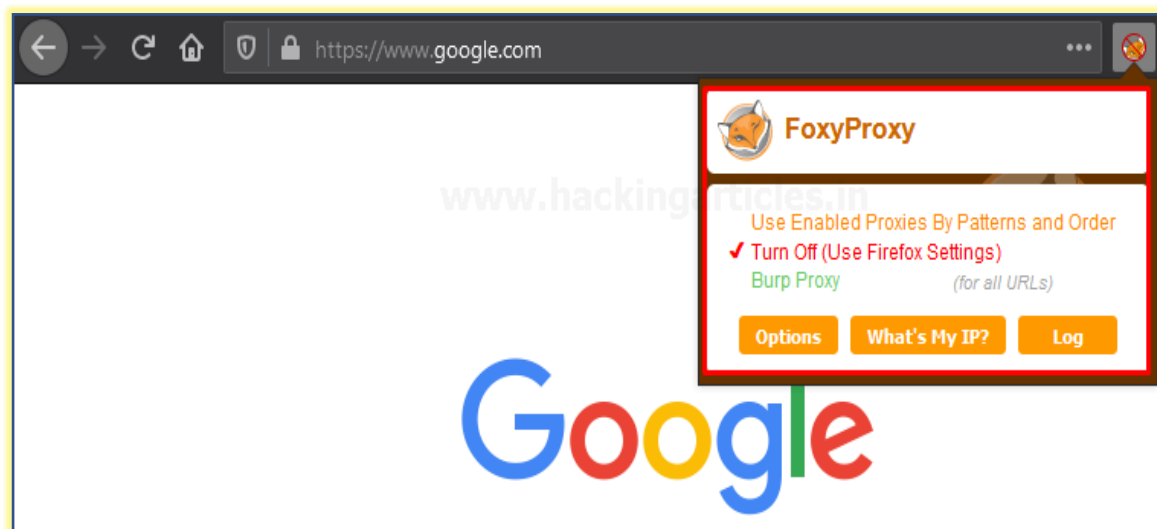 https://www.google.com
FoxyProxy
www.hackingarticles.in
Use Enabled Proxies By Patterns and Order
✔ Turn Off (Use Firefox Settings)
Burp Proxy (for all URLs)
Options What's My IP? Log
Google